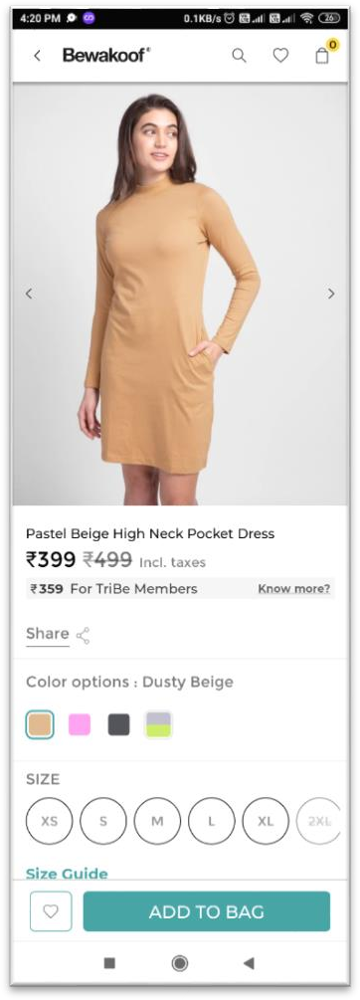 4:20 PM 0.1KB/s 26
Bewakoof®
0
Pastel Beige High Neck Pocket Dress
₹399 ₹499 Incl. taxes
₹359 For TriBe Members Know more?
Share
Color options : Dusty Beige
SIZE
XS S M L XL 2XL
Size Guide
ADD TO BAG